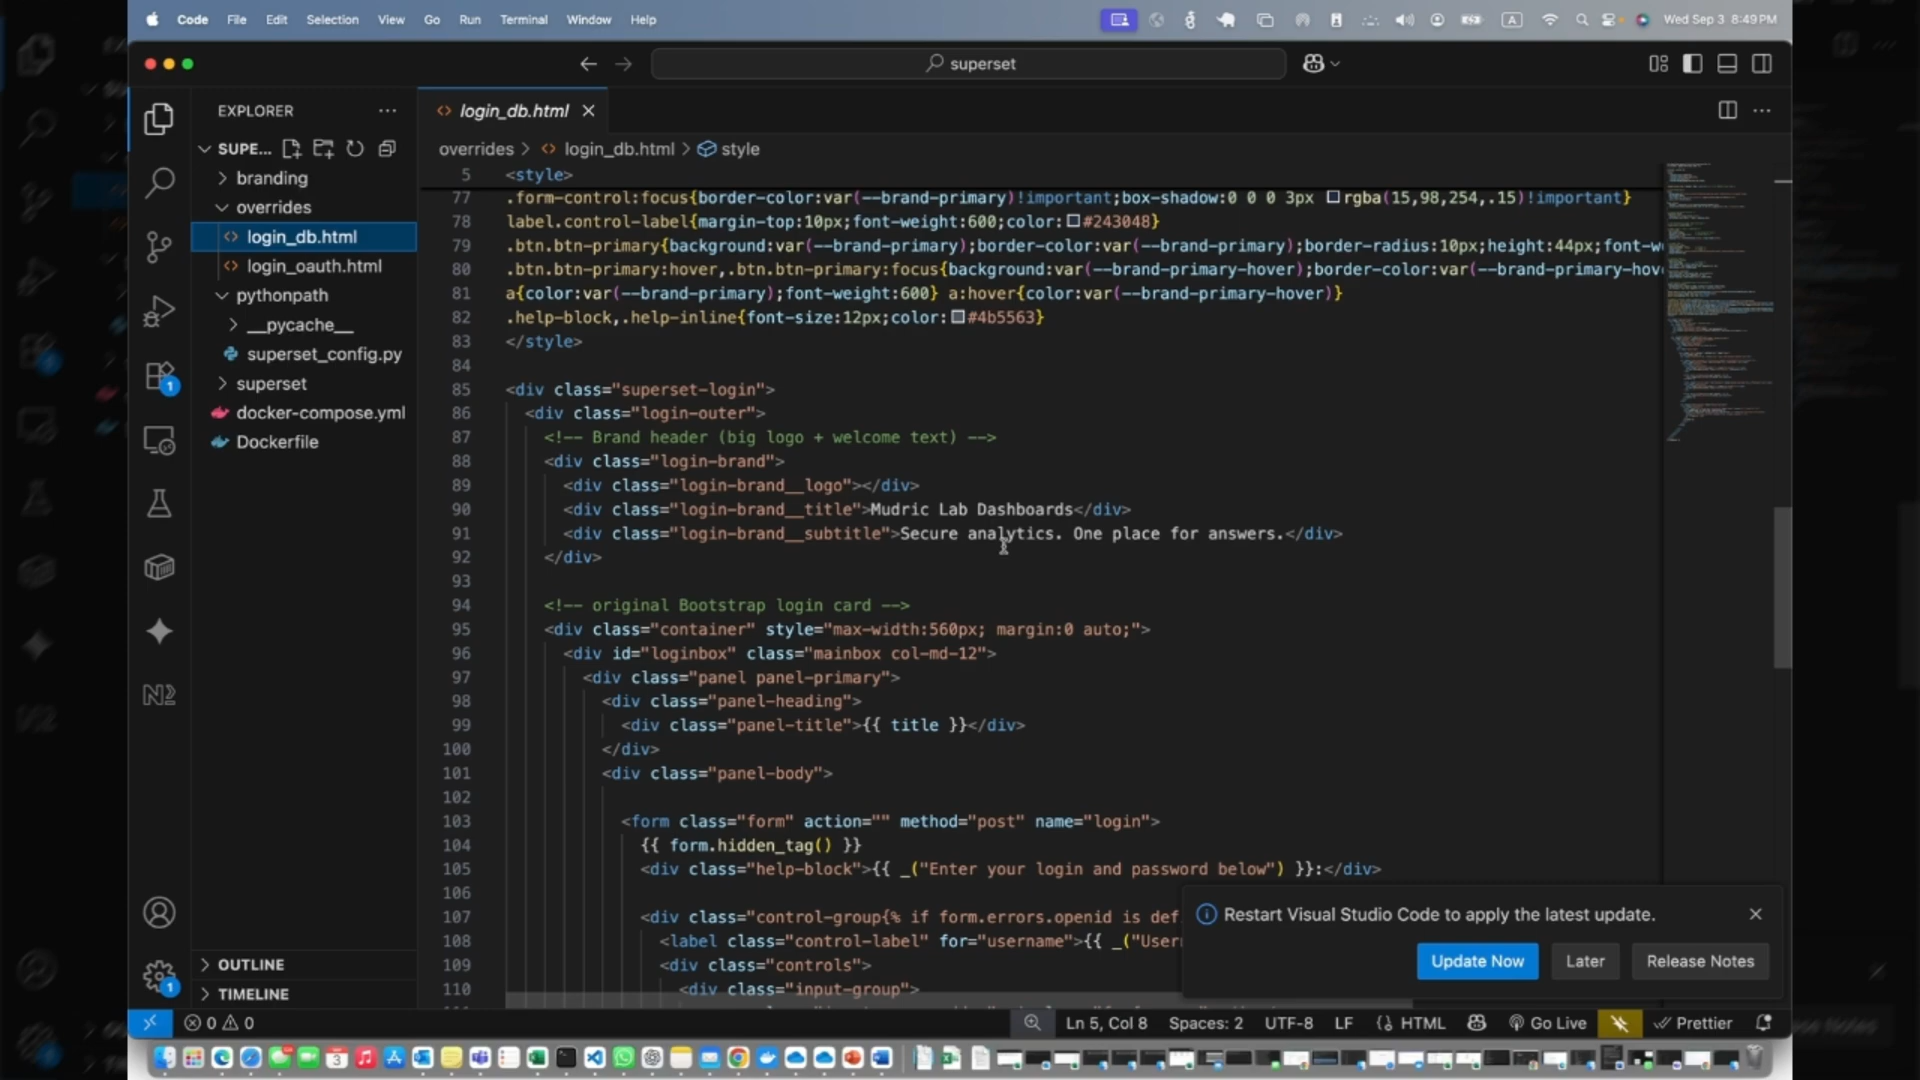 Code File Edit Selection View Go Run Terminal Window Help
A
Wed Sep 3 8:49 PM
superset
EXPLORER
SUPE...
branding
overrides
login_db.html
login_oauth.html
pythonpath
__pycache__
superset_config.py
superset
docker-compose.yml
Dockerfile
OUTLINE
TIMELINE
login_db.html
overrides > login_db.html > style
5 <style>
77 .form-control:focus{border-color:var(--brand-primary)!important;box-shadow:0 0 0 3px rgba(15,98,254,.15)!important}
78 label.control-label{margin-top:10px;font-weight:600;color:#243048}
79 .btn.btn-primary{background:var(--brand-primary);border-color:var(--brand-primary);border-radius:10px;height:44px;font-w
80 .btn.btn-primary:hover,.btn.btn-primary:focus{background:var(--brand-primary-hover);border-color:var(--brand-primary-hov
81 a{color:var(--brand-primary);font-weight:600} a:hover{color:var(--brand-primary-hover)}
82 .help-block,.help-inline{font-size:12px;color:#4b5563}
83 </style>
84
85 <div class="superset-login">
86 <div class="login-outer">
87 <!-- Brand header (big logo + welcome text) -->
88 <div class="login-brand">
89 <div class="login-brand__logo"></div>
90 <div class="login-brand__title">Mudric Lab Dashboards</div>
91 <div class="login-brand__subtitle">Secure analytics. One place for answers.</div>
92 </div>
93
94 <!-- original Bootstrap login card -->
95 <div class="container" style="max-width:560px; margin:0 auto;">
96 <div id="loginbox" class="mainbox col-md-12">
97 <div class="panel panel-primary">
98 <div class="panel-heading">
99 <div class="panel-title">{{ title }}</div>
100 </div>
101 <div class="panel-body">
102
103 <form class="form" action="" method="post" name="login">
104 {{ form.hidden_tag() }}
105 <div class="help-block">{{ _("Enter your login and password below") }}:</div>
106
107 <div class="control-group{% if form.errors.openid is def
108 <label class="control-label" for="username">{{ _("User
109 <div class="controls">
110 <div class="input-group">
Restart Visual Studio Code to apply the latest update.
Update Now
Later
Release Notes
1
1
0 0
Ln 5, Col 8
Spaces: 2
UTF-8
LF
HTML
Go Live
Prettier